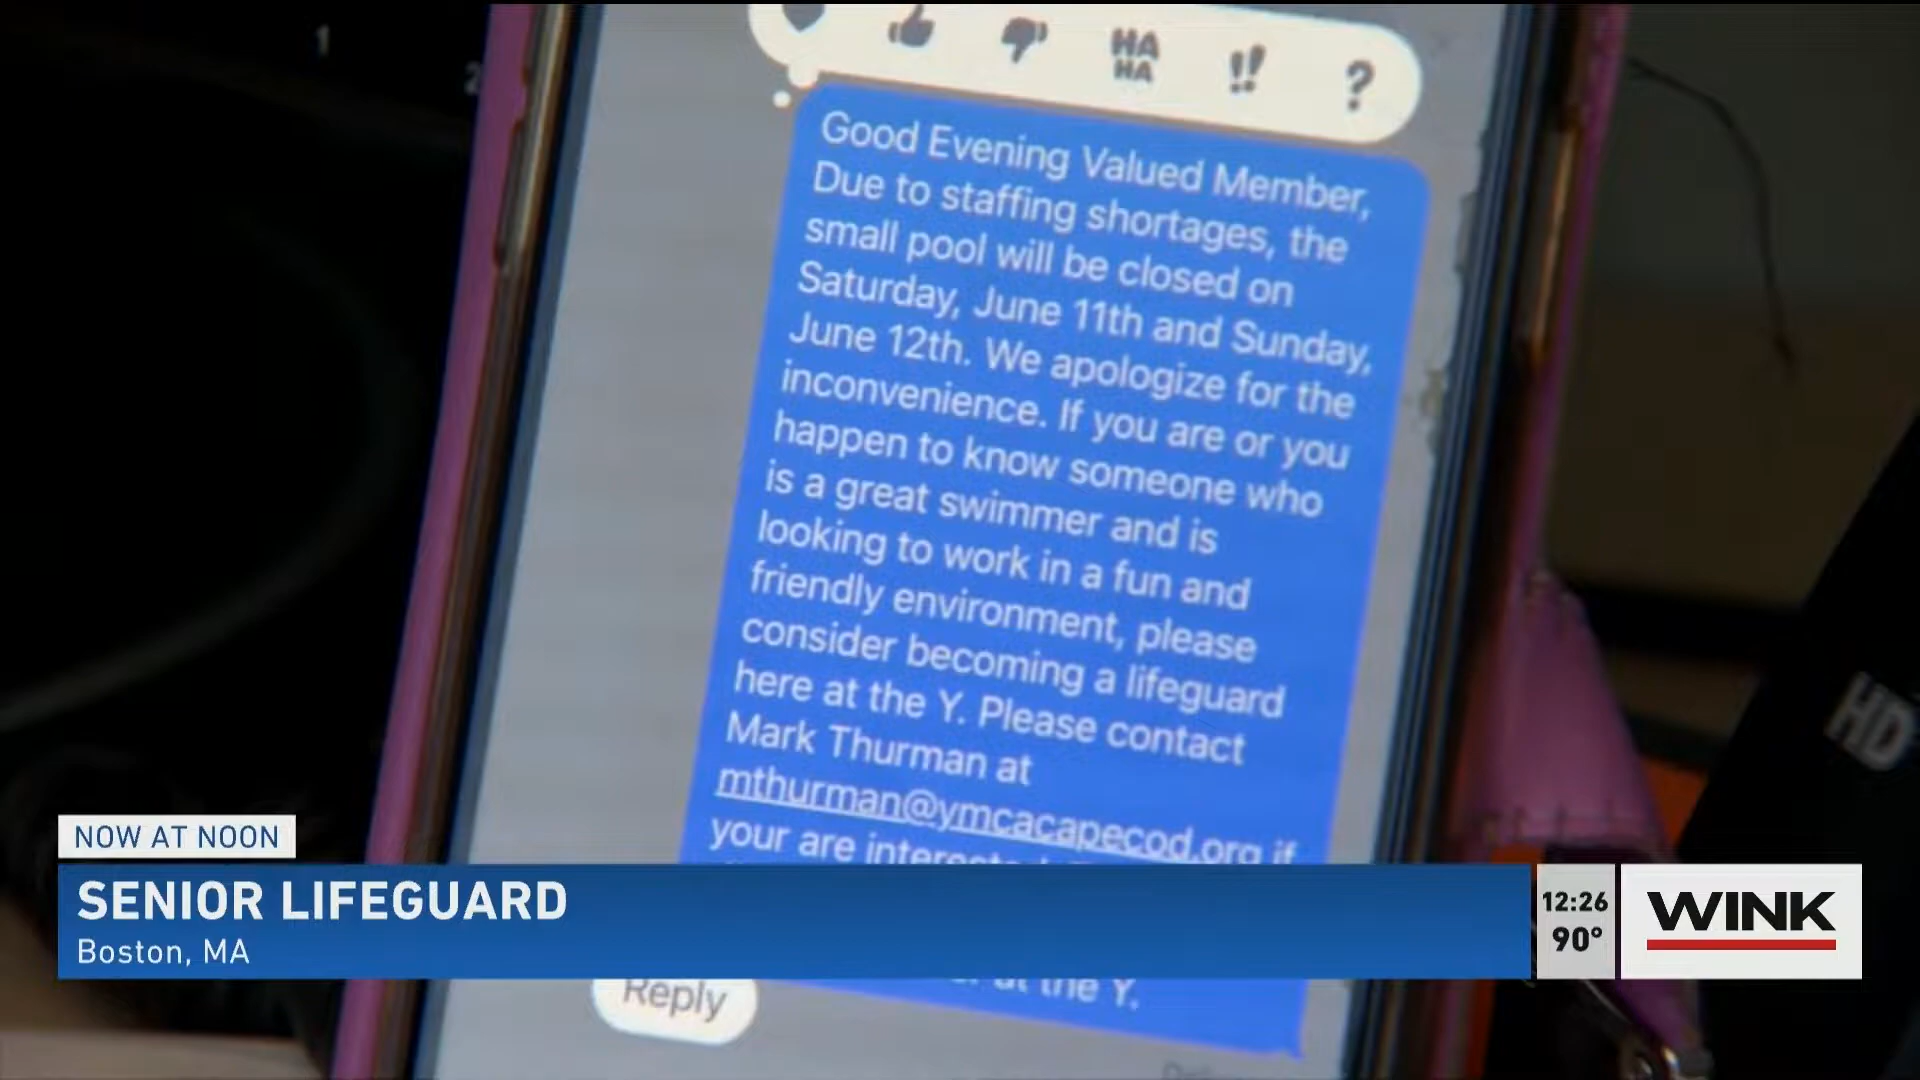 1
2
HA
HA
!!
?
Good Evening Valued Member,
Due to staffing shortages, the
small pool will be closed on
Saturday, June 11th and Sunday,
June 12th. We apologize for the
inconvenience. If you are or you
happen to know someone who
is a great swimmer and is
looking to work in a fun and
friendly environment, please
consider becoming a lifeguard
here at the Y. Please contact
Mark Thurman at
mthurman@ymcacapecod.org if
your are
at the Y.
Reply
HD
NOW AT NOON
SENIOR LIFEGUARD
Boston, MA
12:26
90°
WINK